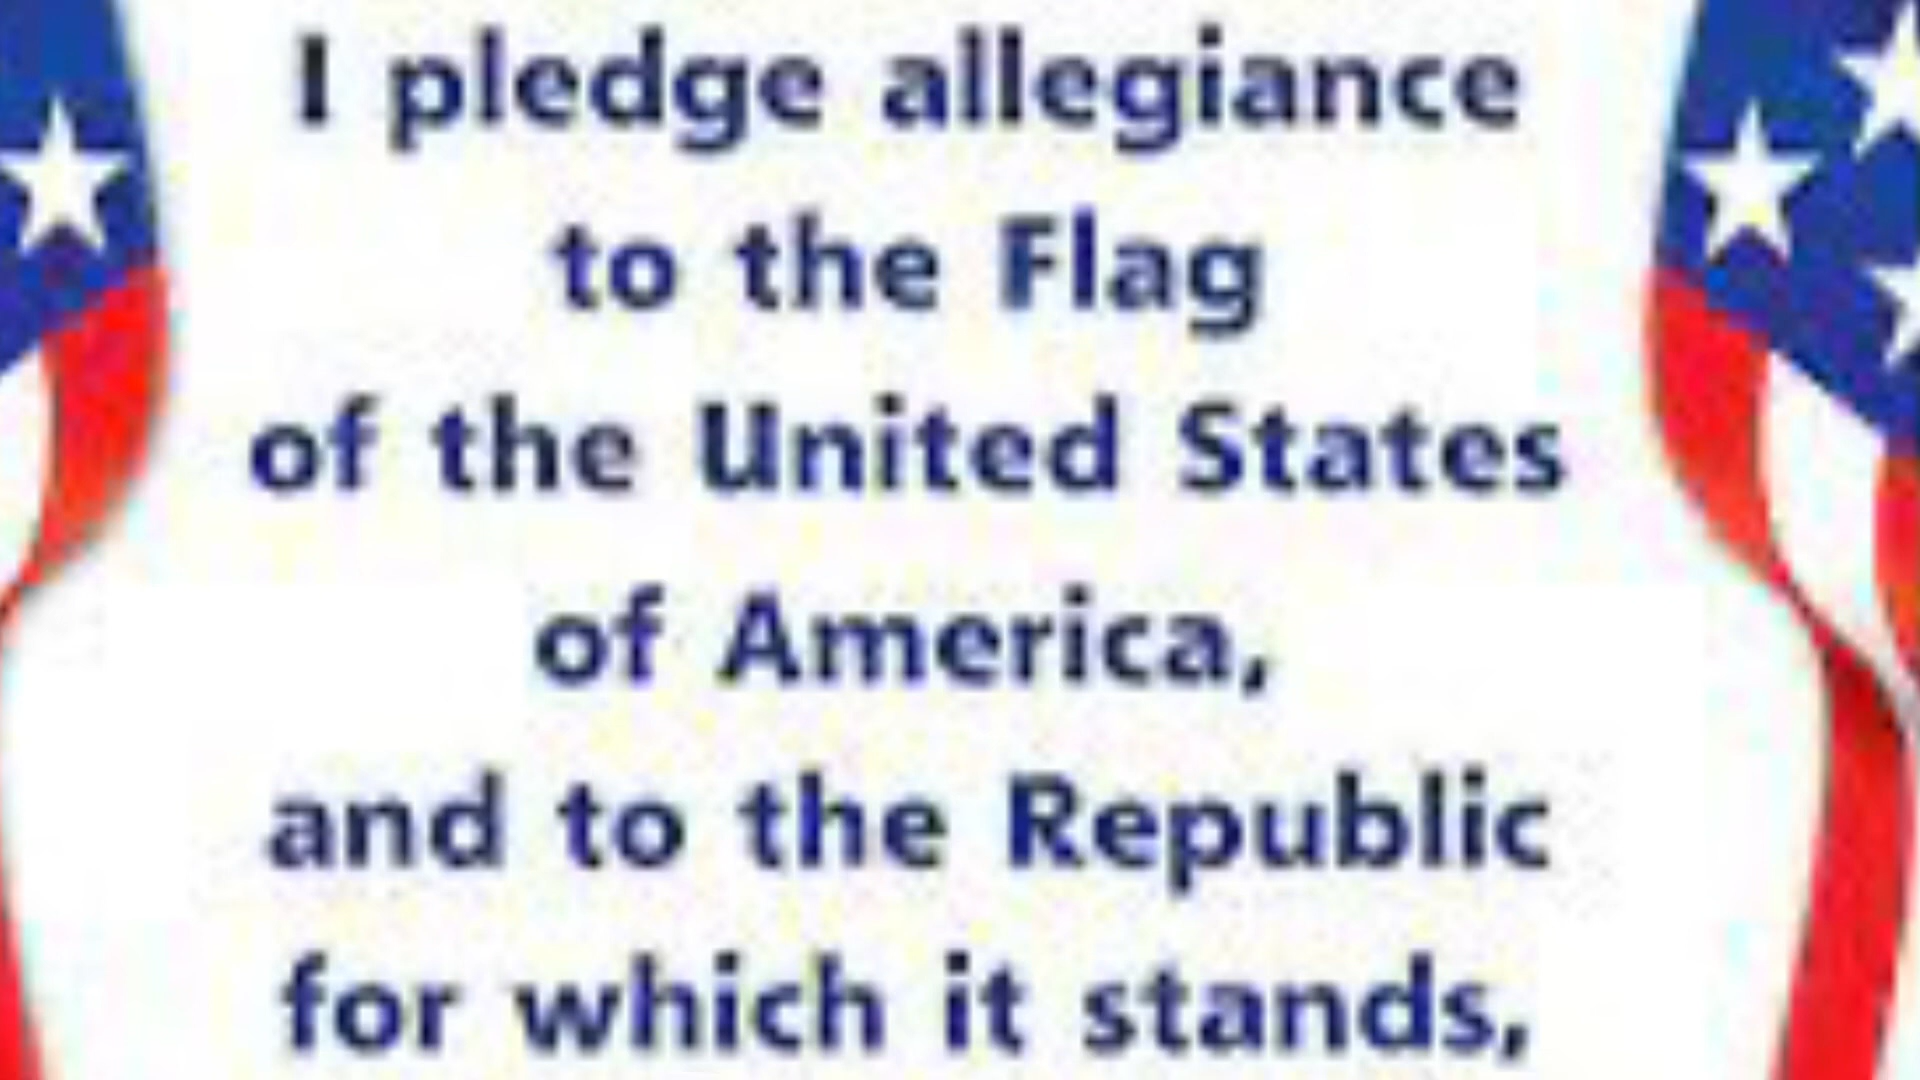 I pledge allegiance
to the Flag
of the United States
of America,
and to the Republic
for which it stands,